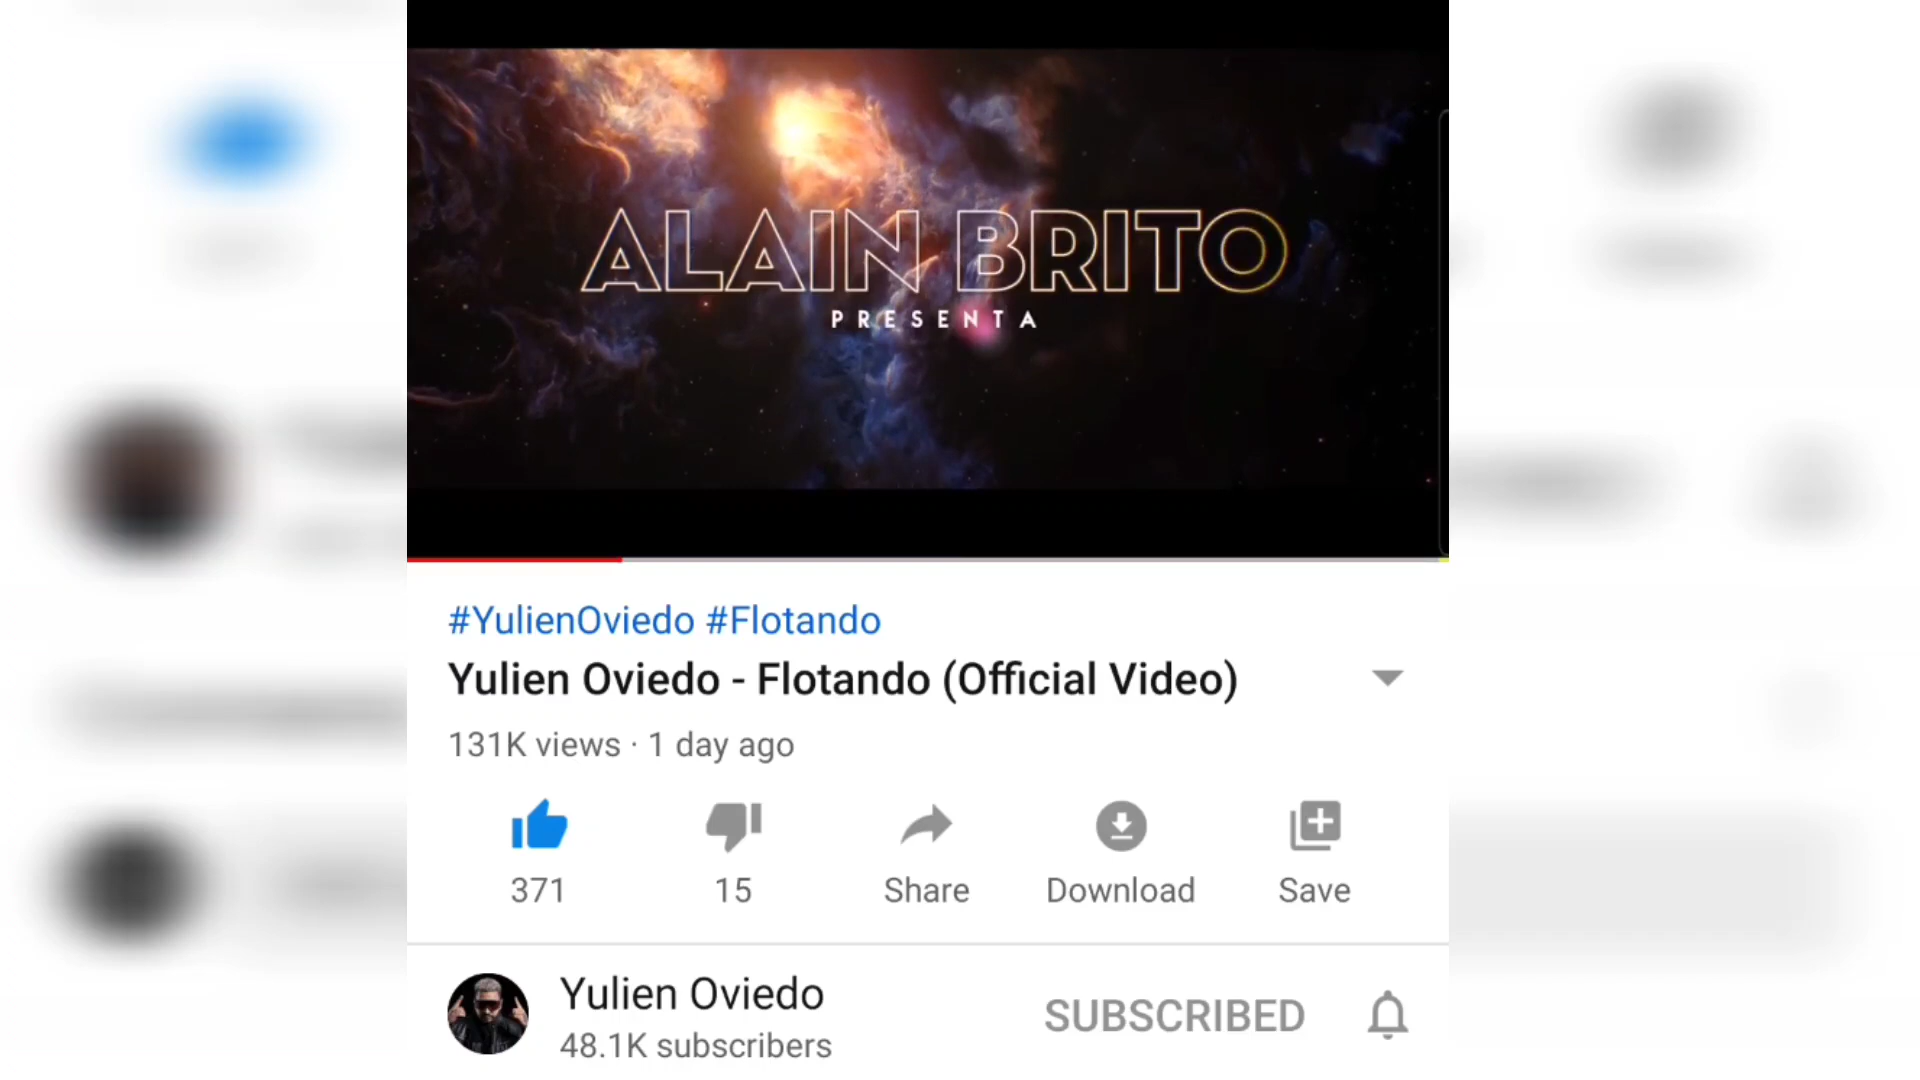 ALAIN BRITO
PRESENTA
#YulienOviedo #Flotando
Yulien Oviedo - Flotando (Official Video)
131K views · 1 day ago
371 15 Share Download Save
Yulien Oviedo
48.1K subscribers
SUBSCRIBED